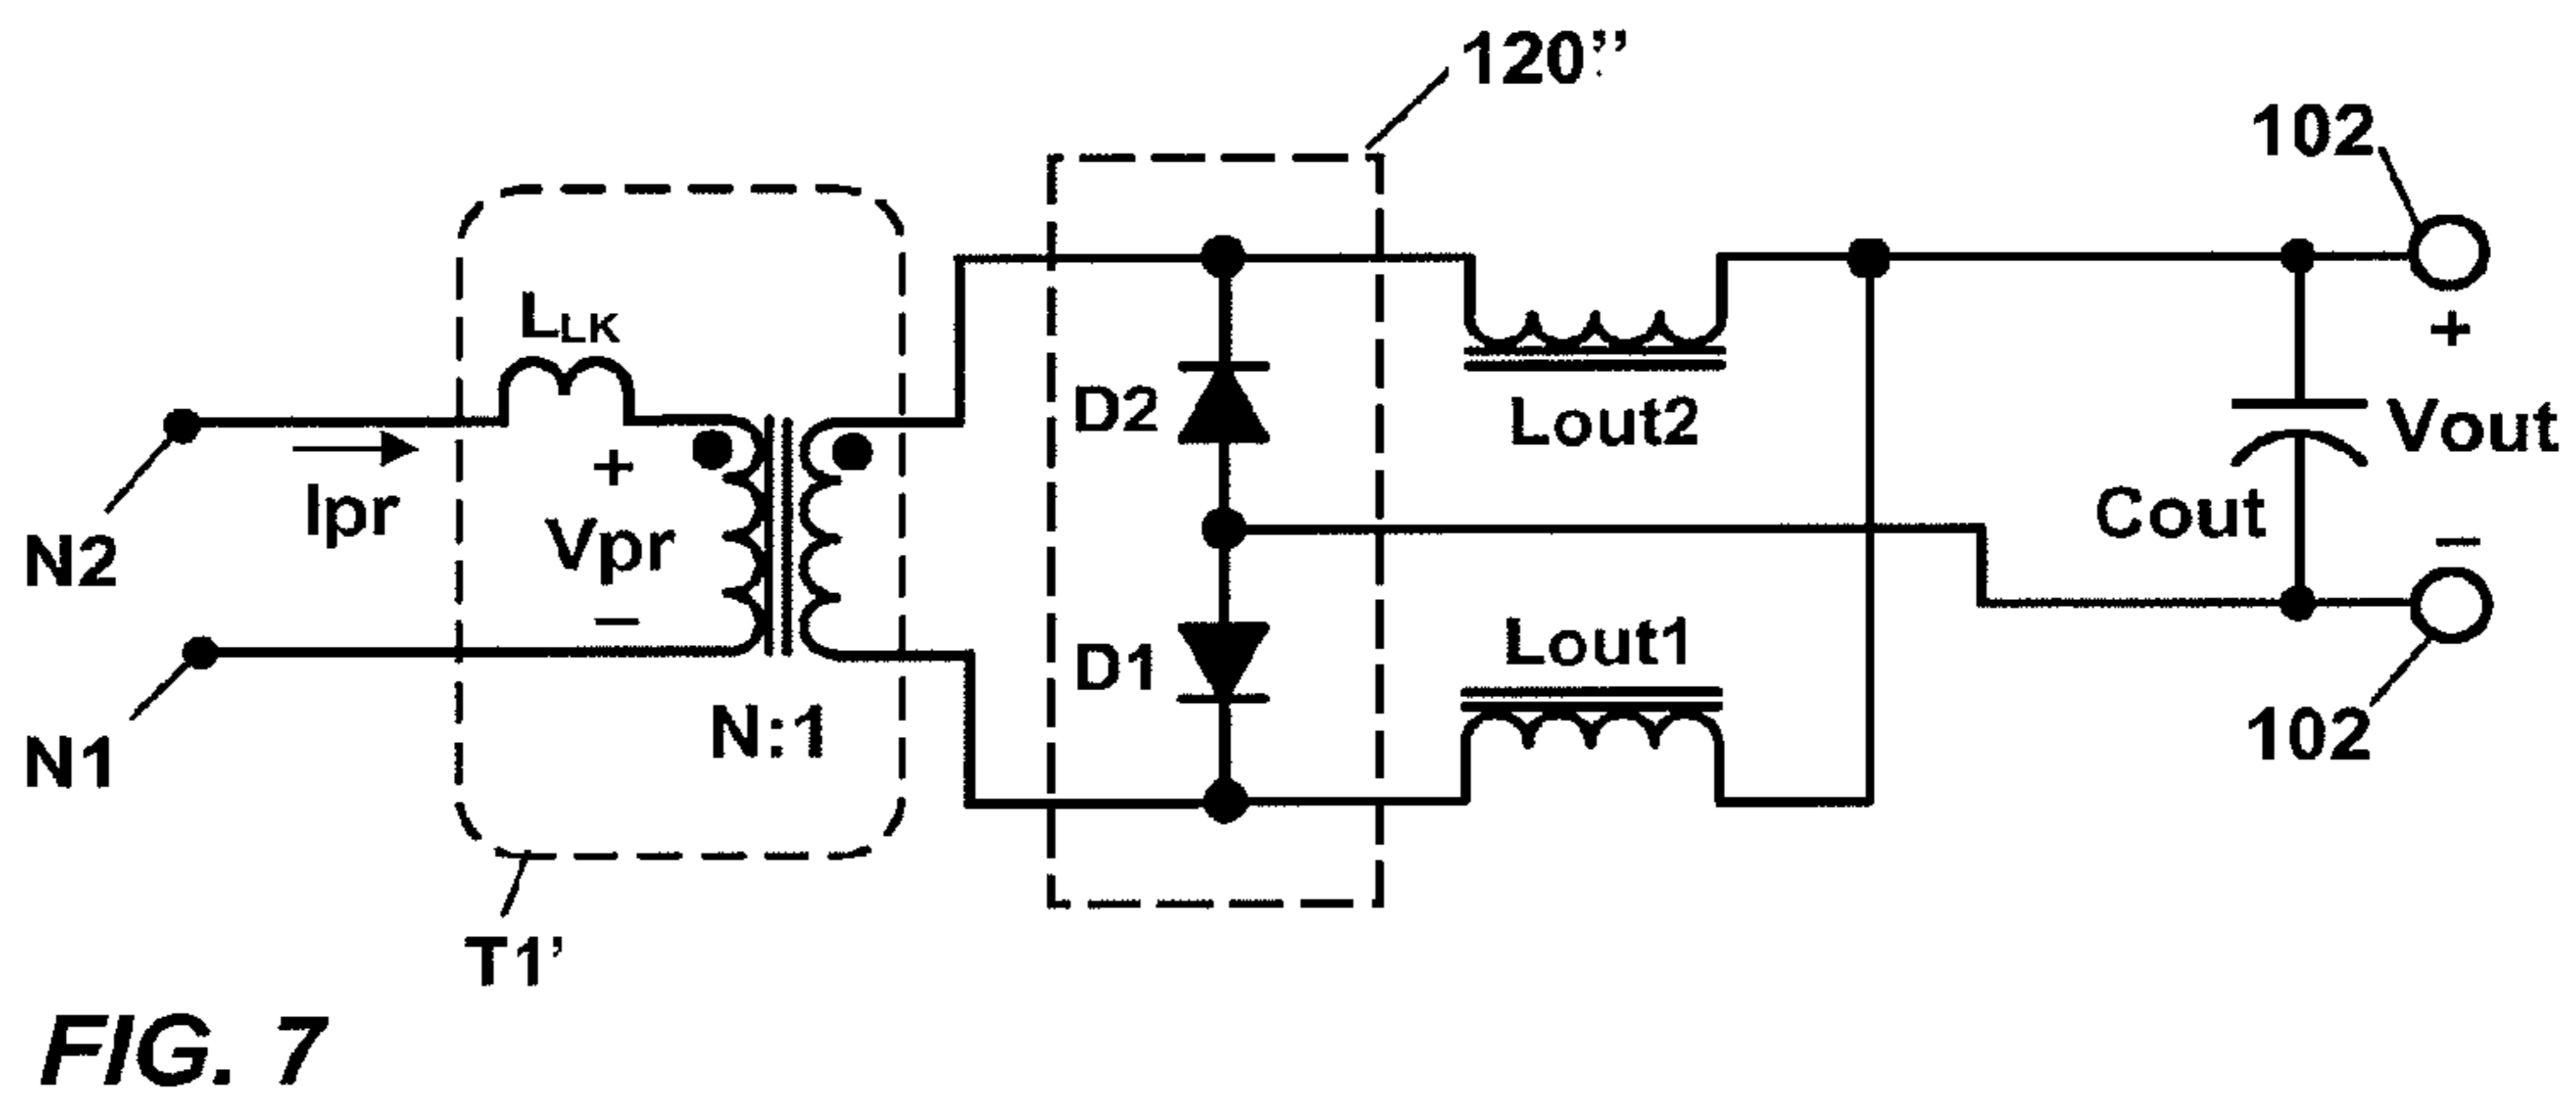 120”
102
LLK
D2
Lout2
+
Vout
Ipr
+
Vpr
−
Cout
−
N2
D1
Lout1
N:1
N1
102
T1’
FIG. 7